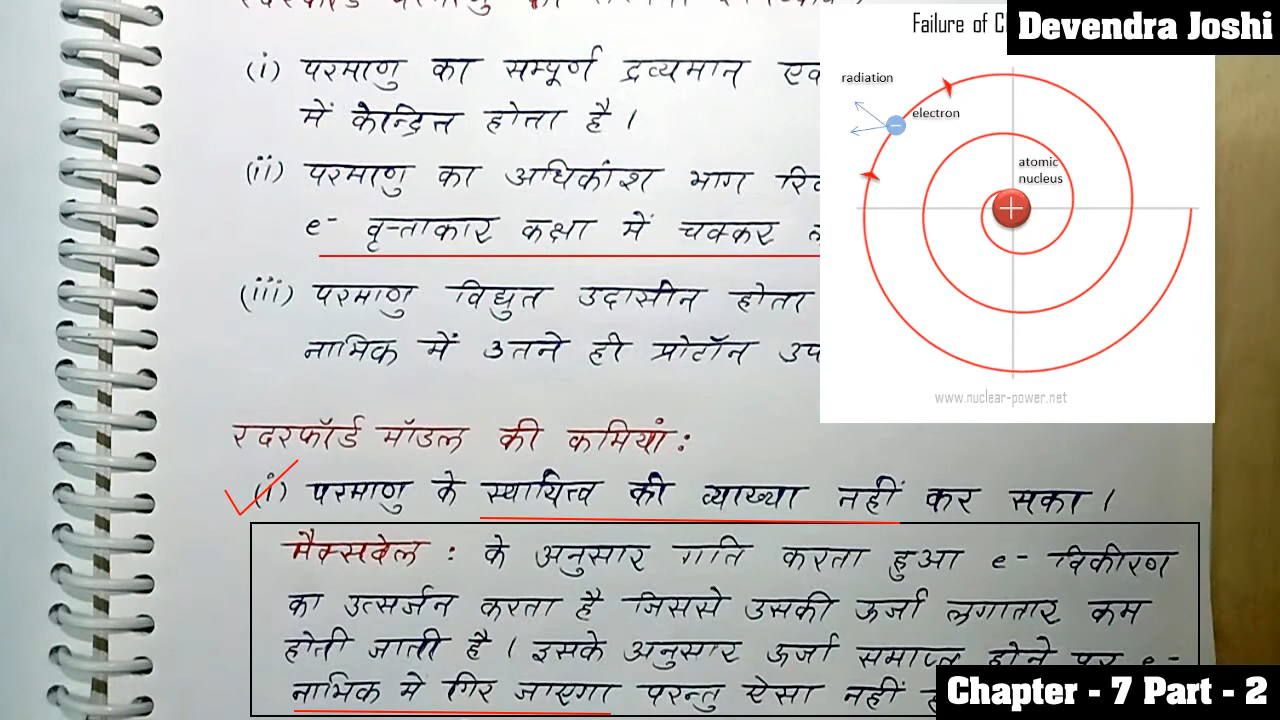 (i) परमाणु का सम्पूर्ण द्रव्यमान
में केन्द्रित होता है ।
(ii) परमाणु का अधिकांश भाग
e- वृत्ताकार कक्षा में चक्कर
(iii) परमाणु विद्युत उदासीन होता
नाभिक में उतने ही प्रोटॉन
Failure of
Devendra Joshi
radiation
electron
atomic
nucleus
www.nuclear-power.net
रदरफॉर्ड मॉडल की कमियां :
(i) परमाणु के स्थायित्व की व्याख्या नहीं कर सका ।
मैक्सवेल : के अनुसार गति करता हुआ e- विकीरण
का उत्सर्जन करता है जिससे उसकी ऊर्जा लगातार कम
होती जाती है । इसके अनुसार ऊर्जा समाप्त होने पर e-
नाभिक मे गिर जाएगा परन्तु ऐसा नहीं
Chapter - 7 Part - 2